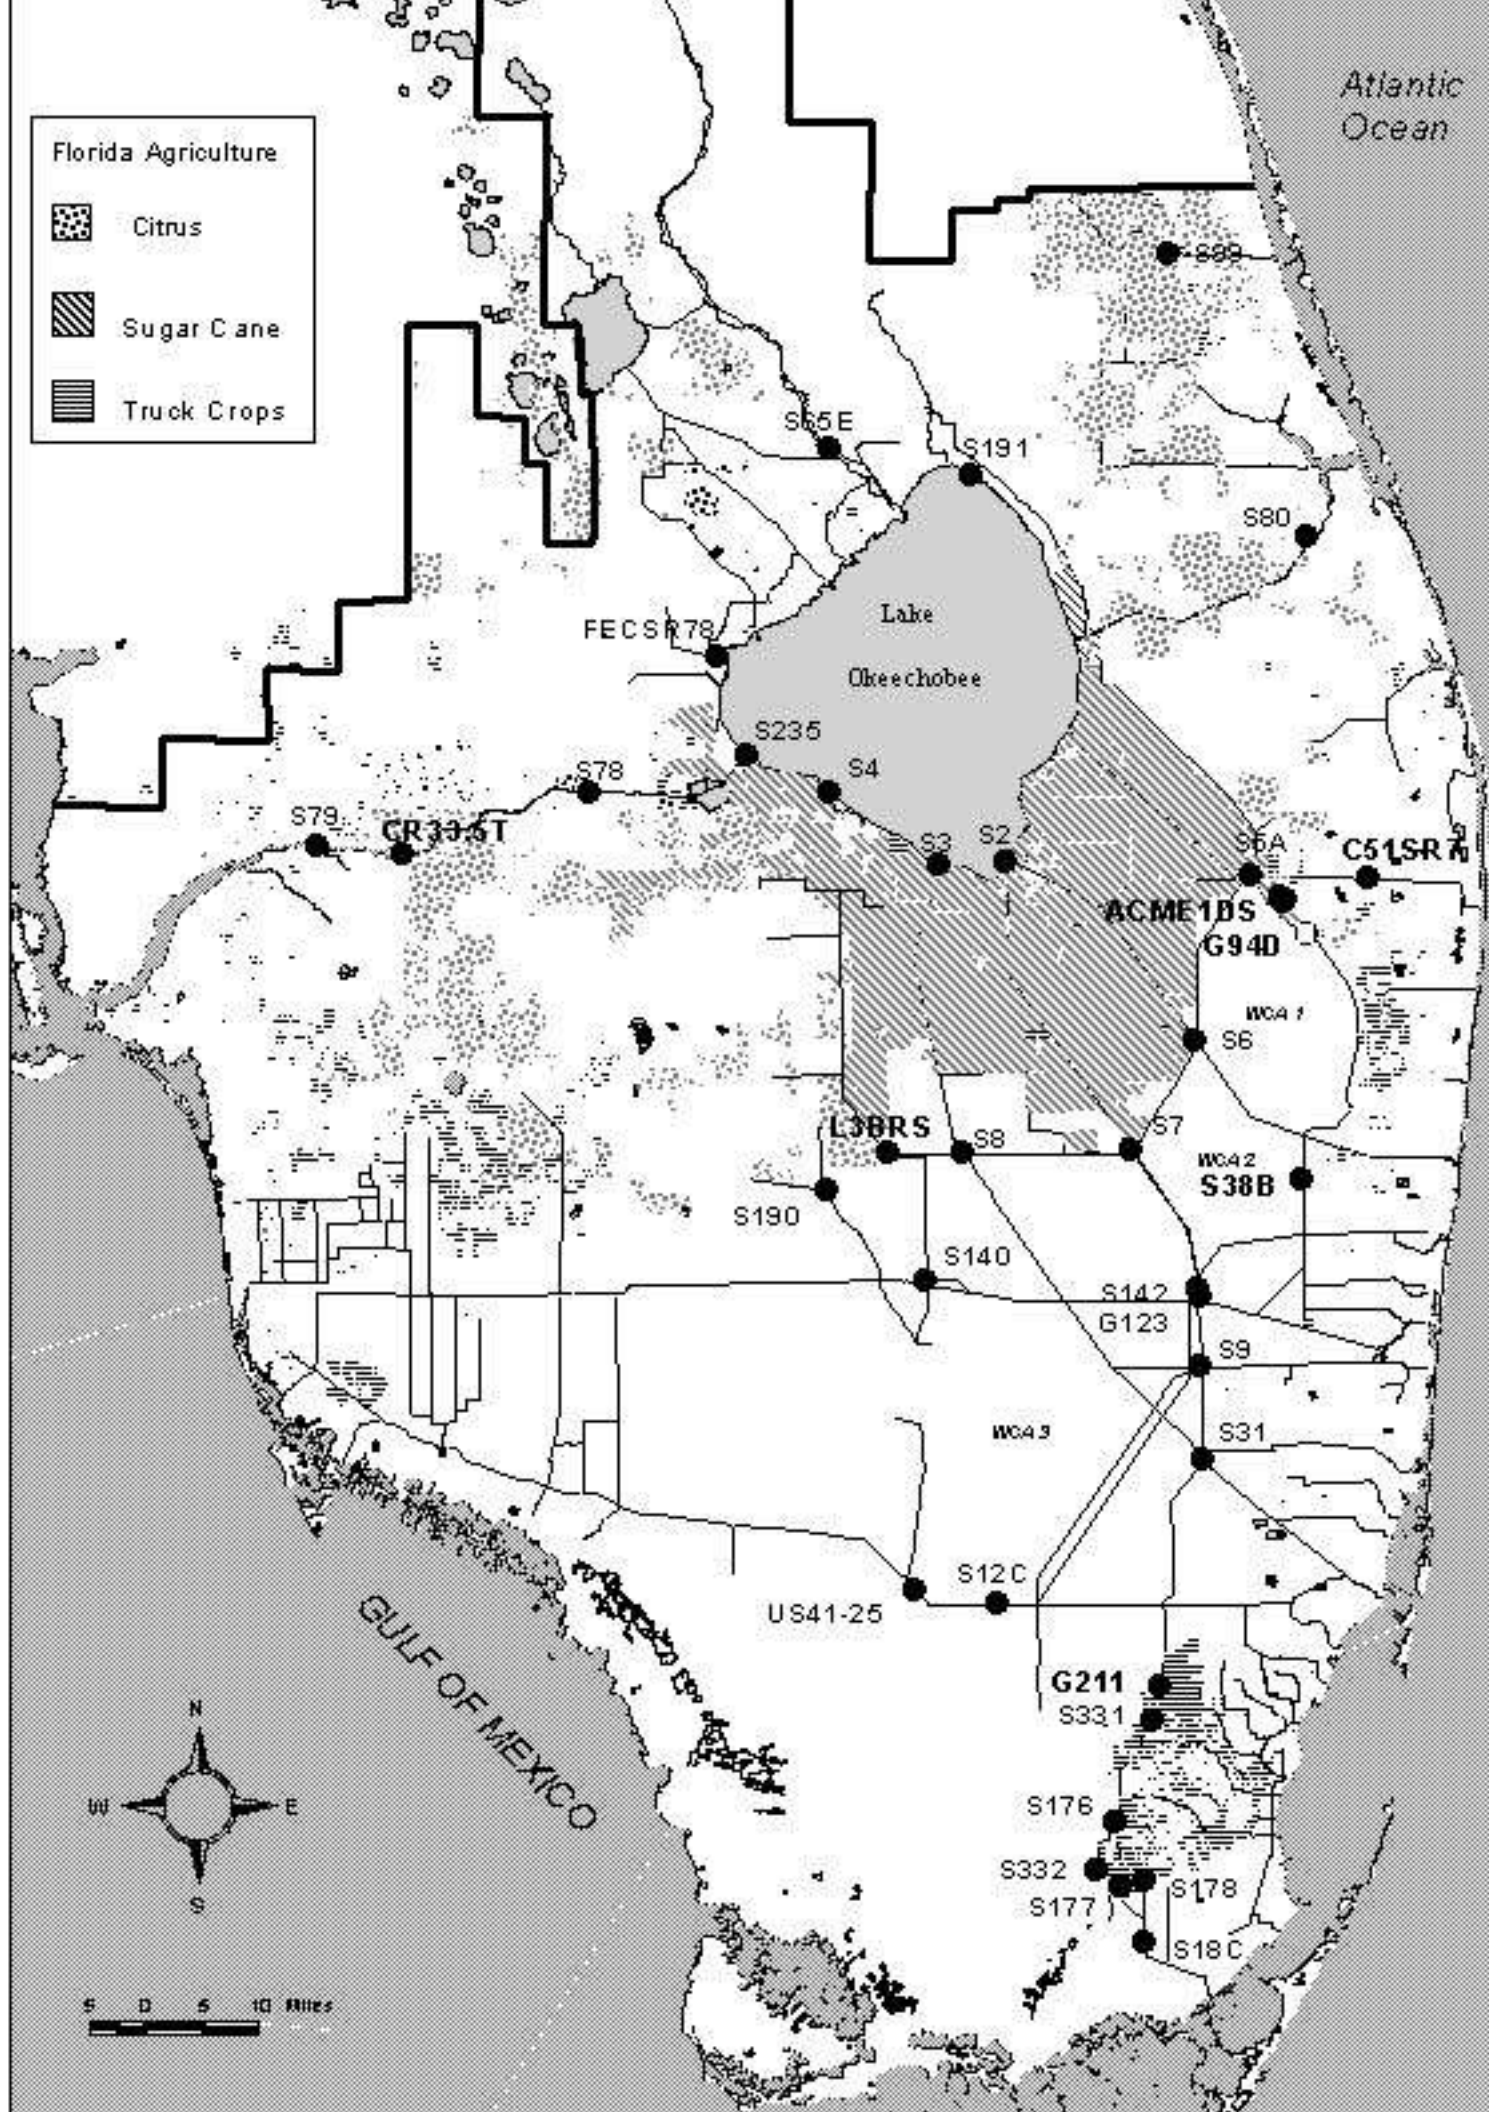 Atlantic
Ocean
Florida Agriculture
Citrus
Sugar Cane
Truck Crops
S99
S65E
S191
S80
Lake
Okeechobee
FECSR78
S235
S78
S4
S79
CR33.5T
S3
S2
S5A
C51SR7
ACME1DS
G94D
WCA 1
S6
L3BRS
S8
S7
WCA 2
S38B
S190
S140
S142
G123
S9
WCA 3
S31
S12C
US41-25
GULF OF MEXICO
G211
S331
N
W E
S
S176
S332
S178
S177
S18C
5 0 5 10 Miles